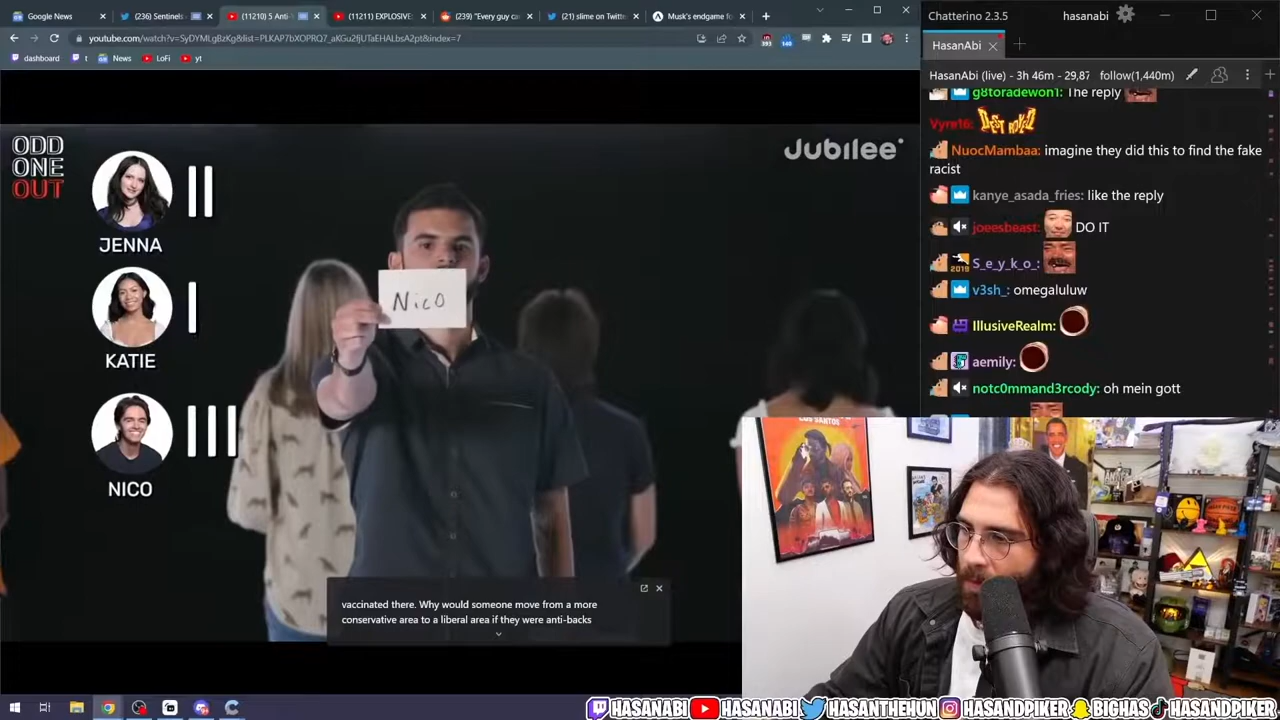 Google News
(236) Sentinels
(11210) 5 Anti-V
(11211) EXPLOSIVE
(239) "Every guy ca
(21) slime on Twitte
Musk's endgame fo
youtube.com/watch?v=SyDYMLgBzKg&list=PLKAP7bXOPRQ7_aKGu2fJUTaEHALbsA2pt&index=7
dashboard
t
News
LoFi
yt
Chatterino 2.3.5
hasanabi
HasanAbi
HasanAbi (live) - 3h 46m - 29,87
follow(1,440m)
g8toradewon1: The reply
Vyre16:
NuocMambaa: imagine they did this to find the fake
racist
kanye_asada_fries: like the reply
joeesbeast: DO IT
2019 S_e_y_k_o_:
v3sh_: omegaluluw
IllusiveRealm:
aemily:
notc0mmand3rcody: oh mein gott
ODD
ONE
OUT
Jubilee
JENNA
KATIE
NICO
Nico
vaccinated there. Why would someone move from a more
conservative area to a liberal area if they were anti-backs
LOS SANTOS
HASANABI
HASANABI
HASANTHEHUN
HASANDPIKER
BIGHAS
HASANDPIKER